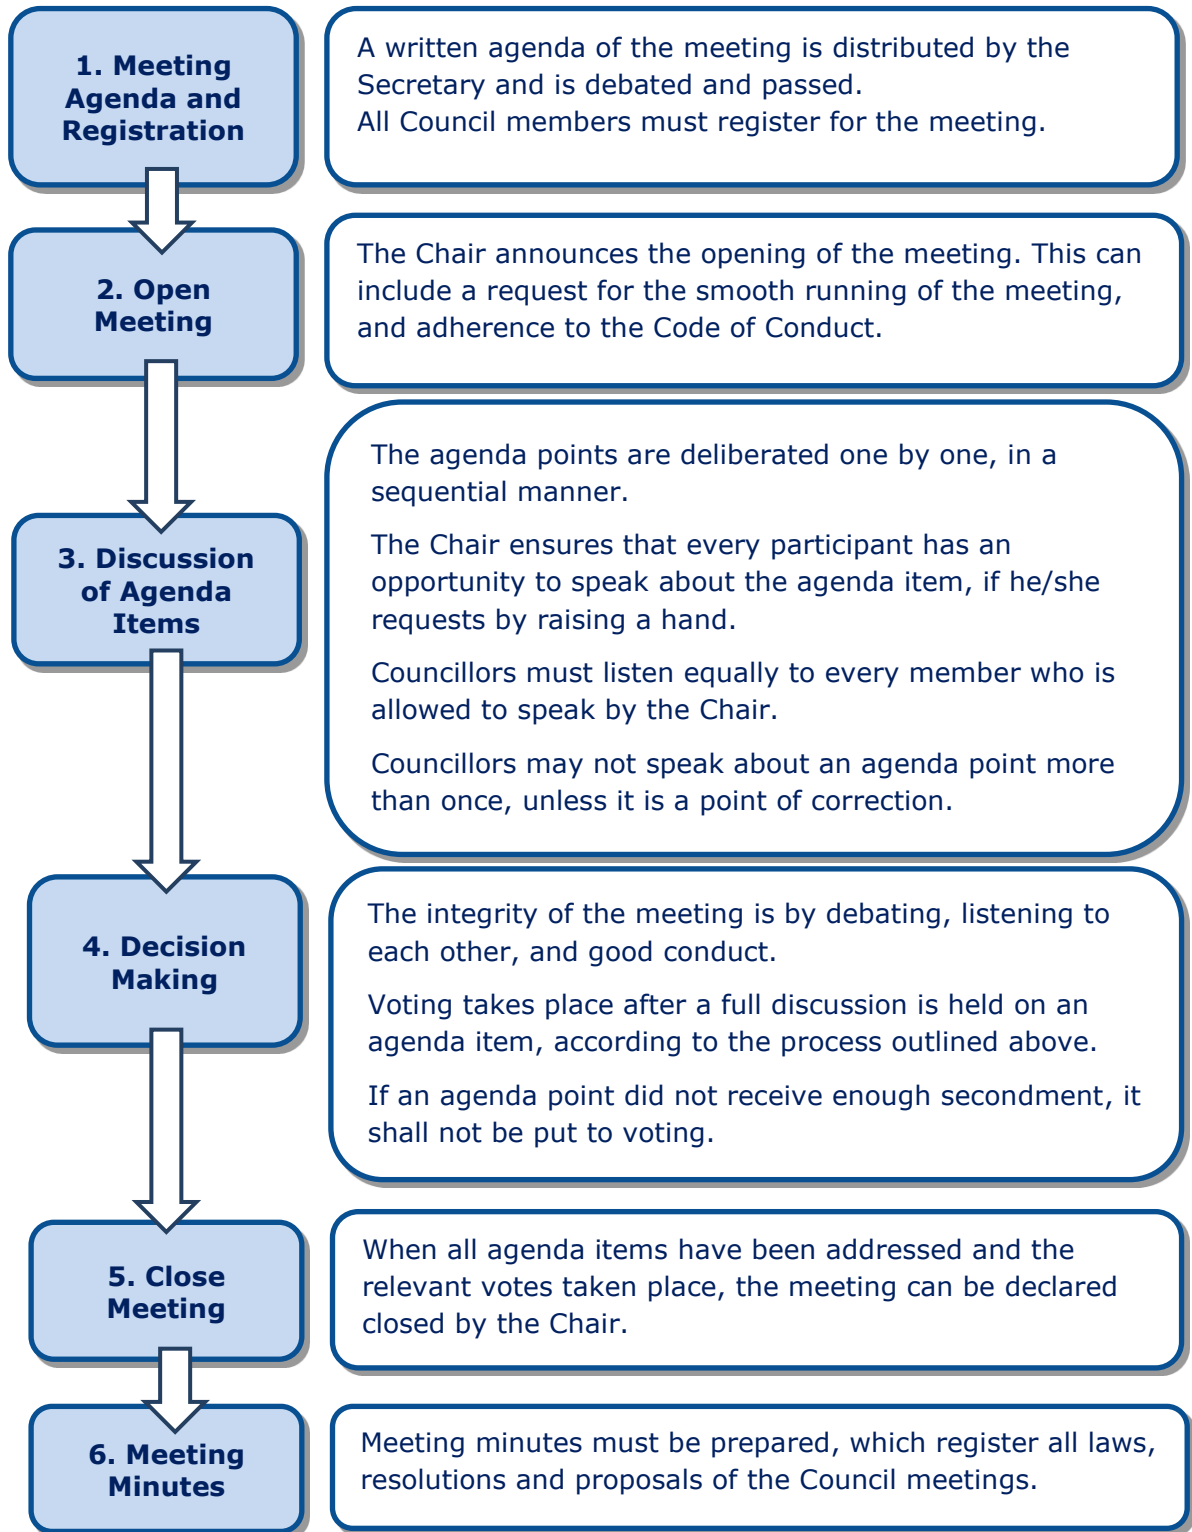 1. Meeting
Agenda and
Registration
A written agenda of the meeting is distributed by the
Secretary and is debated and passed.
All Council members must register for the meeting.
2. Open
Meeting
The Chair announces the opening of the meeting. This can
include a request for the smooth running of the meeting,
and adherence to the Code of Conduct.
3. Discussion
of Agenda
Items
The agenda points are deliberated one by one, in a
sequential manner.
The Chair ensures that every participant has an
opportunity to speak about the agenda item, if he/she
requests by raising a hand.
Councillors must listen equally to every member who is
allowed to speak by the Chair.
Councillors may not speak about an agenda point more
than once, unless it is a point of correction.
4. Decision
Making
The integrity of the meeting is by debating, listening to
each other, and good conduct.
Voting takes place after a full discussion is held on an
agenda item, according to the process outlined above.
If an agenda point did not receive enough secondment, it
shall not be put to voting.
5. Close
Meeting
When all agenda items have been addressed and the
relevant votes taken place, the meeting can be declared
closed by the Chair.
6. Meeting
Minutes
Meeting minutes must be prepared, which register all laws,
resolutions and proposals of the Council meetings.